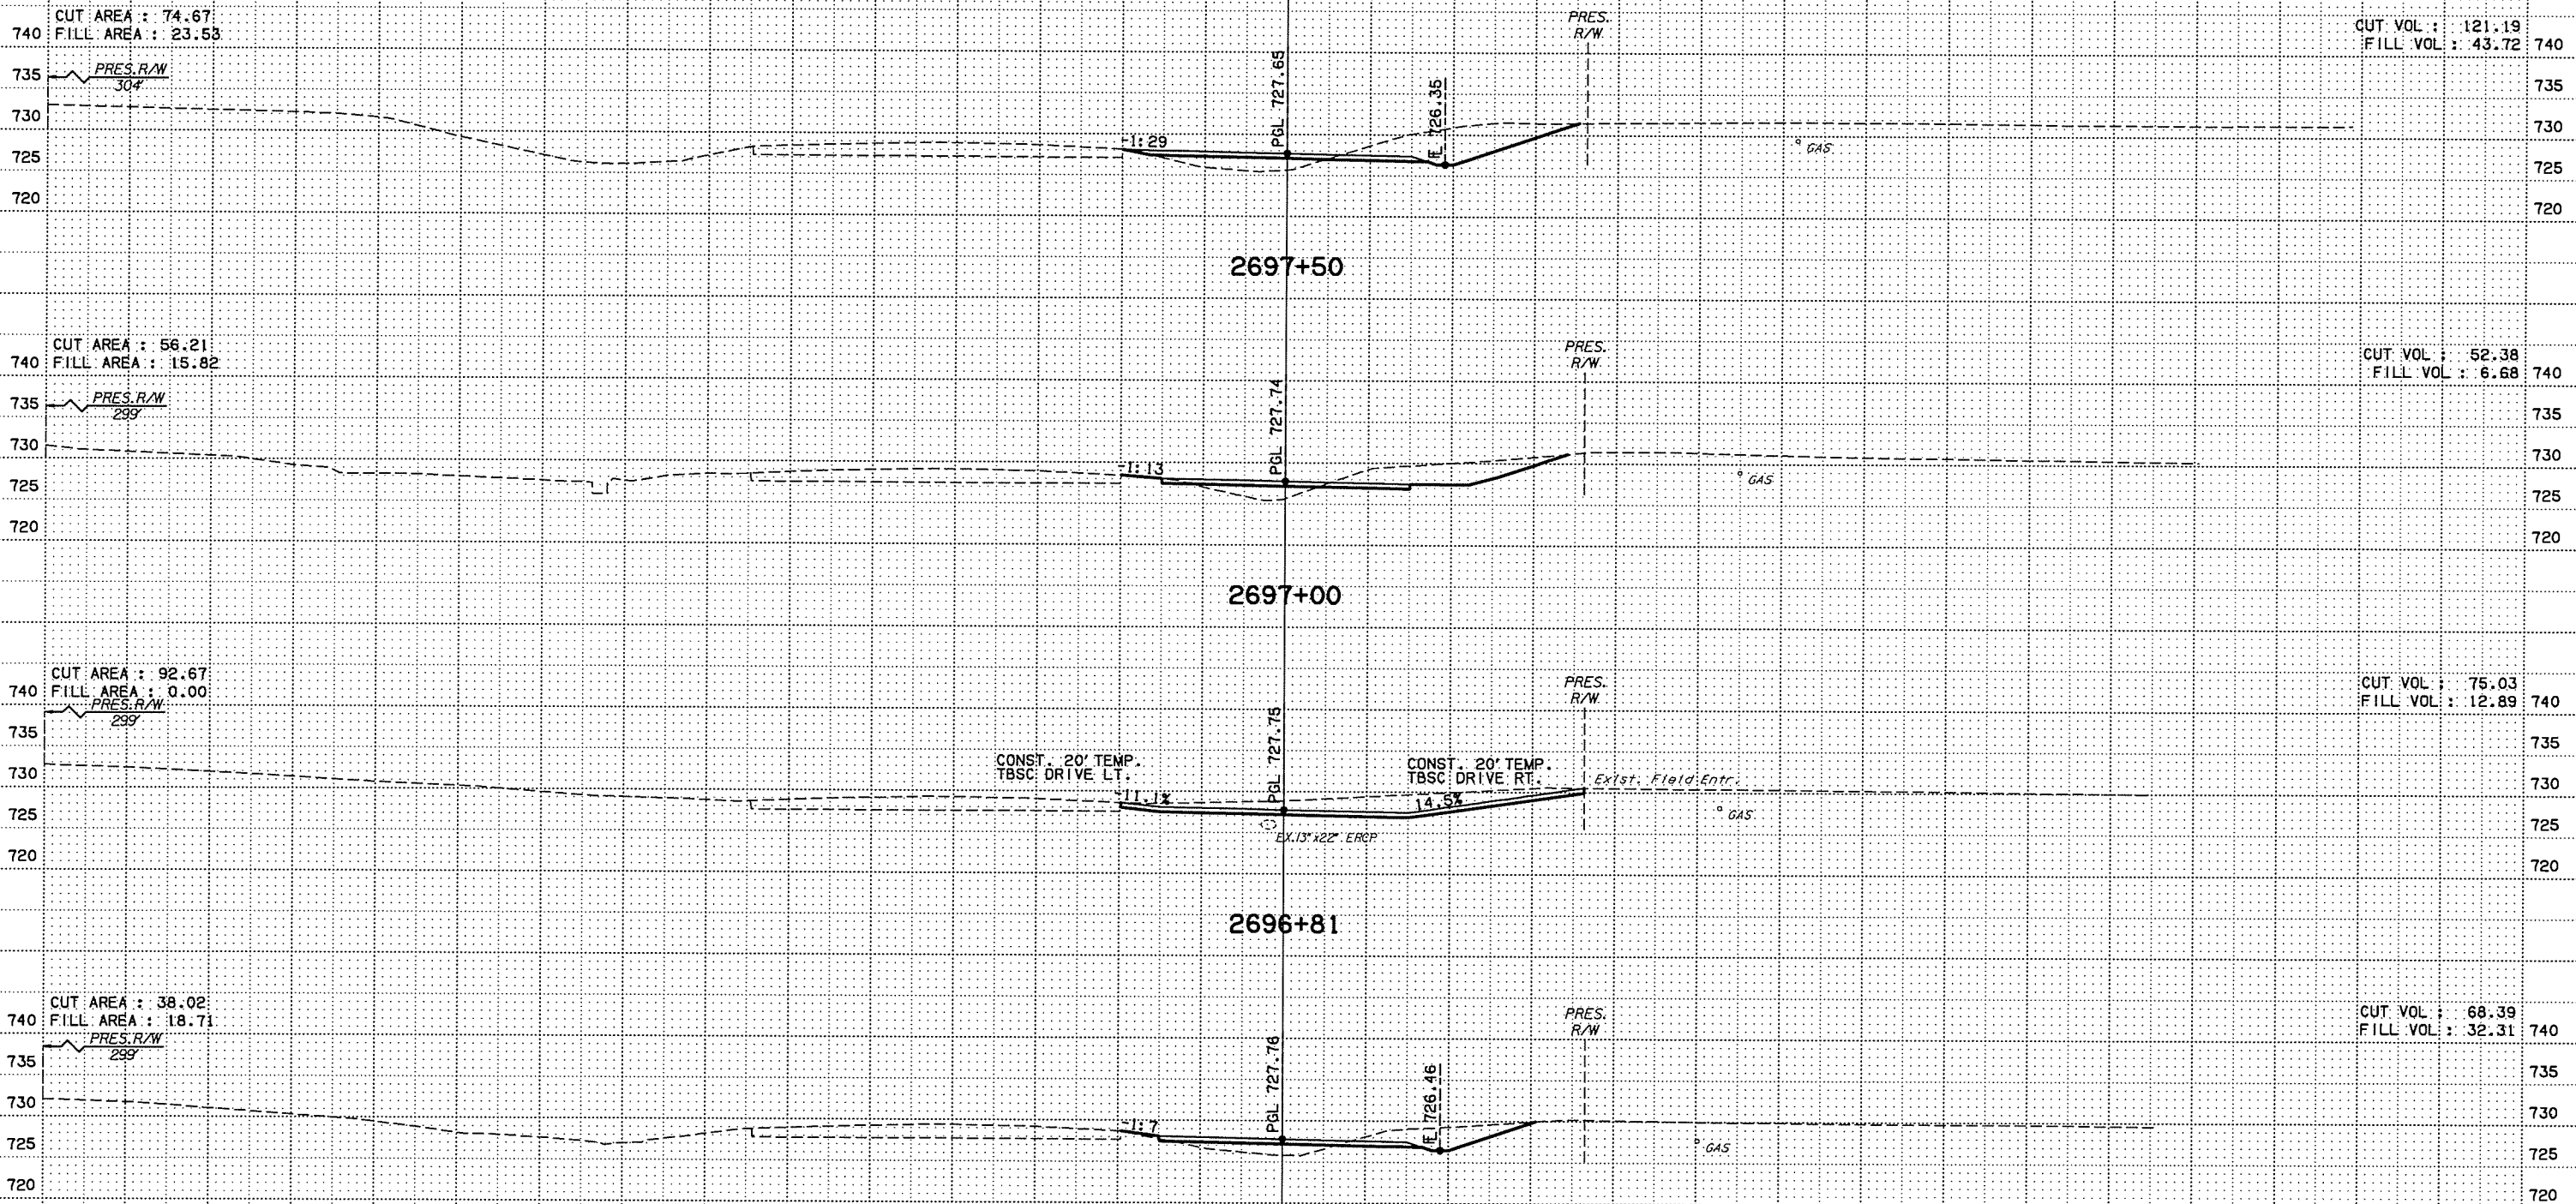 CUT AREA : 74.67
FILL AREA : 23.53
CUT VOL : 121.19
FILL VOL : 43.72
PRES. R/W
740
735
730
725
720
740
735
730
725
720
PRES.R/W
304'
-1:29
PGL 727.65
726.35
GAS
2697+50
CUT AREA : 56.21
FILL AREA : 15.82
CUT VOL : 52.38
FILL VOL : 6.68
PRES. R/W
740
735
730
725
720
740
735
730
725
720
PRES.R/W
299'
-1:13
PGL 727.74
GAS
2697+00
CUT AREA : 92.67
FILL AREA : 0.00
CUT VOL : 75.03
FILL VOL : 12.89
PRES. R/W
740
735
730
725
720
740
735
730
725
720
PRES.R/W
299'
CONST. 20' TEMP.
TBSC DRIVE LT.
-11.1%
PGL 727.75
CONST. 20' TEMP.
TBSC DRIVE RT.
14.5%
Exist. Field Entr.
GAS
EX.13"x22" ERCP
2696+81
CUT AREA : 38.02
FILL AREA : 18.71
CUT VOL : 68.39
FILL VOL : 32.31
PRES. R/W
740
735
730
725
720
740
735
730
725
720
PRES.R/W
299'
-1:7
PGL 727.76
726.46
GAS